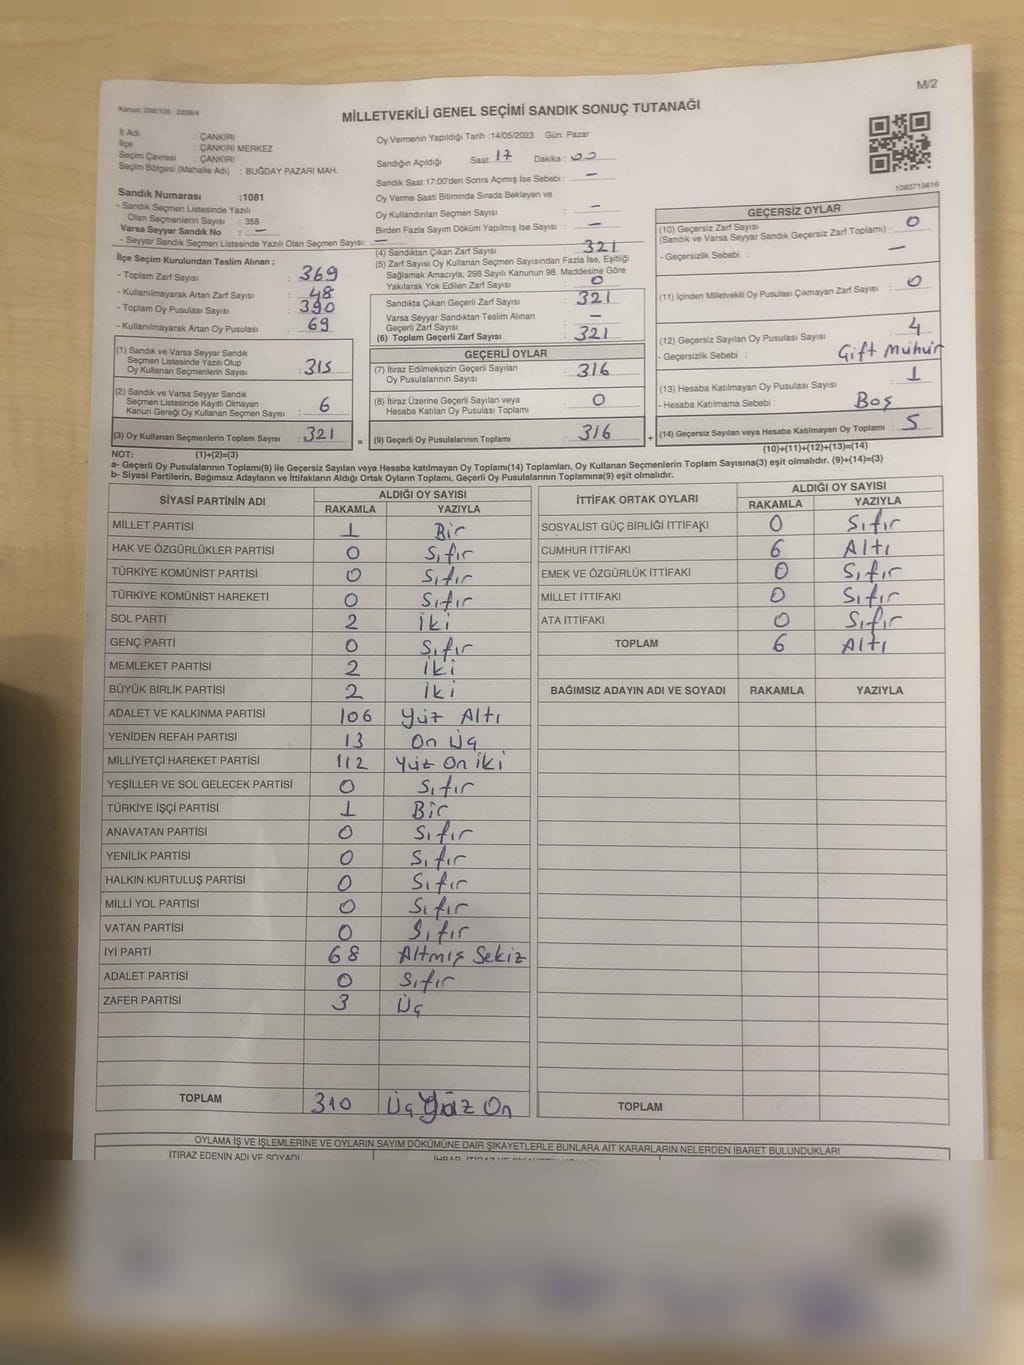 M/2
Kanun, 298/105 2839/4
MİLLETVEKİLİ GENEL SEÇİMİ SANDIK SONUÇ TUTANAĞI
İl Adı : ÇANKIRI
İlçe : ÇANKIRI MERKEZ
Seçim Çevresi : ÇANKIRI
Seçim Bölgesi (Mahalle Adı) : BUĞDAY PAZARI MAH.
Sandık Numarası :1081
- Sandık Seçmen Listesinde Yazılı
Olan Seçmenlerin Sayısı : 358
Varsa Seyyar Sandık No : —
- Seyyar Sandık Seçmen Listesinde Yazılı Olan Seçmen Sayısı: —
Oy Vermenin Yapıldığı Tarih :14/05/2023 Gün: Pazar
Sandığın Açıldığı Saat: 17 Dakika: 00
Sandık Saat 17:00'den Sonra Açımış İse Sebebi : —
Oy Verme Saati Bitiminde Sırada Bekleyen ve
Oy Kullandırılan Seçmen Sayısı : —
Birden Fazla Sayım Döküm Yapılmış İse Sayısı : —
1083719616
İlçe Seçim Kurulundan Teslim Alınan ;
- Toplam Zarf Sayısı : 369
- Kullanılmayarak Artan Zarf Sayısı : 48
- Toplam Oy Pusulası Sayısı : 390
- Kullanılmayarak Artan Oy Pusulası : 69
(1) Sandık ve Varsa Seyyar Sandık
Seçmen Listesinde Yazılı Olup
Oy Kullanan Seçmenlerin Sayısı : 315
(2) Sandık ve Varsa Seyyar Sandık
Seçmen Listesinde Kayıtlı Olmayan
Kanun Gereği Oy Kullanan Seçmen Sayısı : 6
(3) Oy Kullanan Seçmenlerin Toplam Sayısı : 321 =
(4) Sandıktan Çıkan Zarf Sayısı : 321
(5) Zarf Sayısı Oy Kullanan Seçmen Sayısından Fazla İse, Eşitliği
Sağlamak Amacıyla, 298 Sayılı Kanunun 98. Maddesine Göre
Yakılarak Yok Edilen Zarf Sayısı : 0
Sandıkta Çıkan Geçerli Zarf Sayısı : 321
Varsa Seyyar Sandıktan Teslim Alınan
Geçerli Zarf Sayısı : —
(6) Toplam Geçerli Zarf Sayısı : 321
GEÇERLİ OYLAR
(7) İtiraz Edilmeksizin Geçerli Sayılan
Oy Pusulalarının Sayısı : 316
(8) İtiraz Üzerine Geçerli Sayılan veya
Hesaba Katılan Oy Pusulası Toplamı : 0
(9) Geçerli Oy Pusulalarının Toplamı : 316 +
GEÇERSİZ OYLAR
(10) Geçersiz Zarf Sayısı
(Sandık ve Varsa Seyyar Sandık Geçersiz Zarf Toplamı) : 0
- Geçersizlik Sebebi : —
(11) İçinden Milletvekili Oy Pusulası Çıkmayan Zarf Sayısı : 0
(12) Geçersiz Sayılan Oy Pusulası Sayısı : 4
- Geçersizlik Sebebi : Çift Mühür
(13) Hesaba Katılmayan Oy Pusulası Sayısı : 1
- Hesaba Katılmama Sebebi : Boş
(14) Geçersiz Sayılan veya Hesaba Katılmayan Oy Toplamı : 5
NOT: (1)+(2)=(3) (10)+(11)+(12)+(13)=(14)
a- Geçerli Oy Pusulalarının Toplamı(9) ile Geçersiz Sayılan veya Hesaba katılmayan Oy Toplamı(14) Toplamları, Oy Kullanan Seçmenlerin Toplam Sayısına(3) eşit olmalıdır. (9)+(14)=(3)
b- Siyasi Partilerin, Bağımsız Adayların ve İttifakların Aldığı Ortak Oyların Toplamı, Geçerli Oy Pusulalarının Toplamına(9) eşit olmalıdır.
SİYASİ PARTİNİN ADI ALDIĞI OY SAYISI
RAKAMLA YAZIYLA
MİLLET PARTİSİ 1 Bir
HAK VE ÖZGÜRLÜKLER PARTİSİ 0 Sıfır
TÜRKİYE KOMÜNİST PARTİSİ 0 Sıfır
TÜRKİYE KOMÜNİST HAREKETİ 0 Sıfır
SOL PARTİ 2 İki
GENÇ PARTİ 0 Sıfır
MEMLEKET PARTİSİ 2 İki
BÜYÜK BİRLİK PARTİSİ 2 İki
ADALET VE KALKINMA PARTİSİ 106 Yüz Altı
YENİDEN REFAH PARTİSİ 13 On Üç
MİLLİYETÇİ HAREKET PARTİSİ 112 Yüz On iki
YEŞİLLER VE SOL GELECEK PARTİSİ 0 Sıfır
TÜRKİYE İŞÇİ PARTİSİ 1 Bir
ANAVATAN PARTİSİ 0 Sıfır
YENİLİK PARTİSİ 0 Sıfır
HALKIN KURTULUŞ PARTİSİ 0 Sıfır
MİLLİ YOL PARTİSİ 0 Sıfır
VATAN PARTİSİ 0 Sıfır
İYİ PARTİ 68 Altmış Sekiz
ADALET PARTİSİ 0 Sıfır
ZAFER PARTİSİ 3 Üç
TOPLAM 310 Üç Yüz On
İTTİFAK ORTAK OYLARI ALDIĞI OY SAYISI
RAKAMLA YAZIYLA
SOSYALİST GÜÇ BİRLİĞİ İTTİFAKI 0 Sıfır
CUMHUR İTTİFAKI 6 Altı
EMEK VE ÖZGÜRLÜK İTTİFAKI 0 Sıfır
MİLLET İTTİFAKI 0 Sıfır
ATA İTTİFAKI 0 Sıfır
TOPLAM 6 Altı
BAĞIMSIZ ADAYIN ADI VE SOYADI RAKAMLA YAZIYLA
TOPLAM
OYLAMA İŞ VE İŞLEMLERİNE VE OYLARIN SAYIM DÖKÜMÜNE DAİR ŞİKAYETLERLE BUNLARA AİT KARARLARIN NELERDEN İBARET BULUNDUKLARI
İTİRAZ EDENİN ADI VE SOYADI